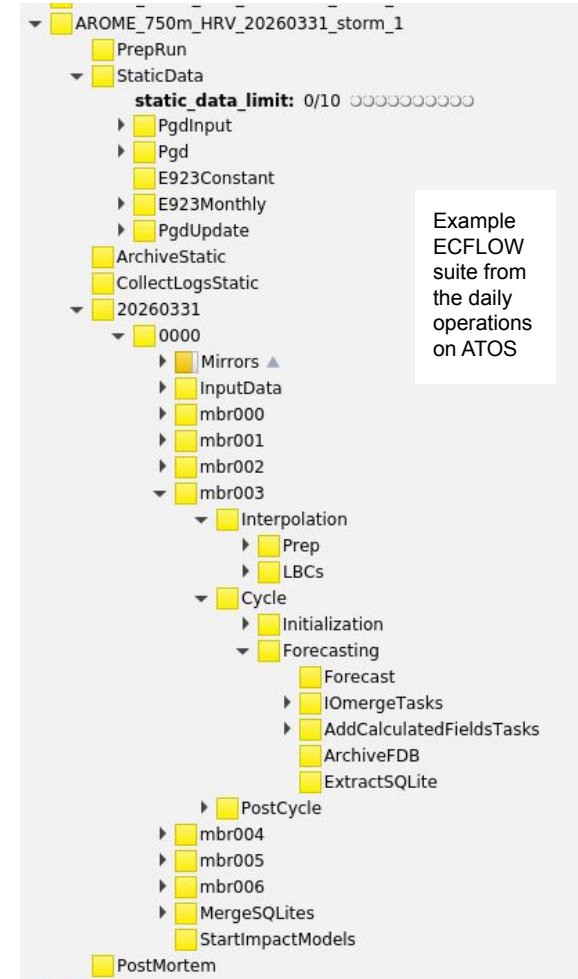 AROME_750m_HRV_20260331_storm_1
PrepRun
StaticData
static_data_limit: 0/10
PgdInput
Pgd
E923Constant
E923Monthly
PgdUpdate
ArchiveStatic
CollectLogsStatic
20260331
0000
Mirrors
InputData
mbr000
mbr001
mbr002
mbr003
Interpolation
Prep
LBCs
Cycle
Initialization
Forecasting
Forecast
IOmergeTasks
AddCalculatedFieldsTasks
ArchiveFDB
ExtractSQLite
PostCycle
mbr004
mbr005
mbr006
MergeSQLites
StartImpactModels
PostMortem
Example
ECFLOW
suite from
the daily
operations
on ATOS